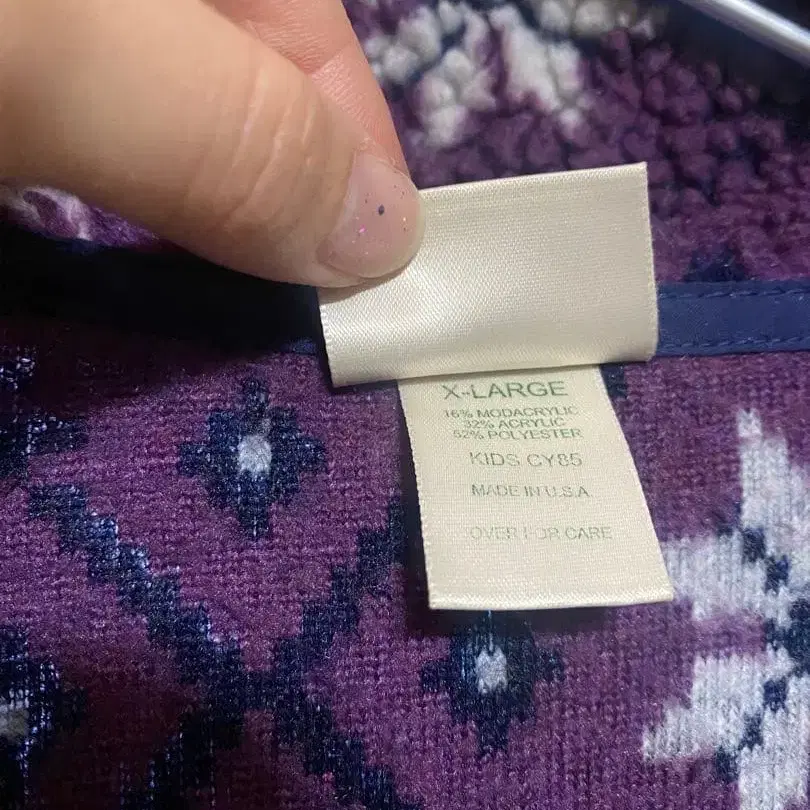 X-LARGE
16% MODACRYLIC
32% ACRYLIC
52% POLYESTER
KIDS CY85
MADE IN U.S.A
OVER FOR CARE